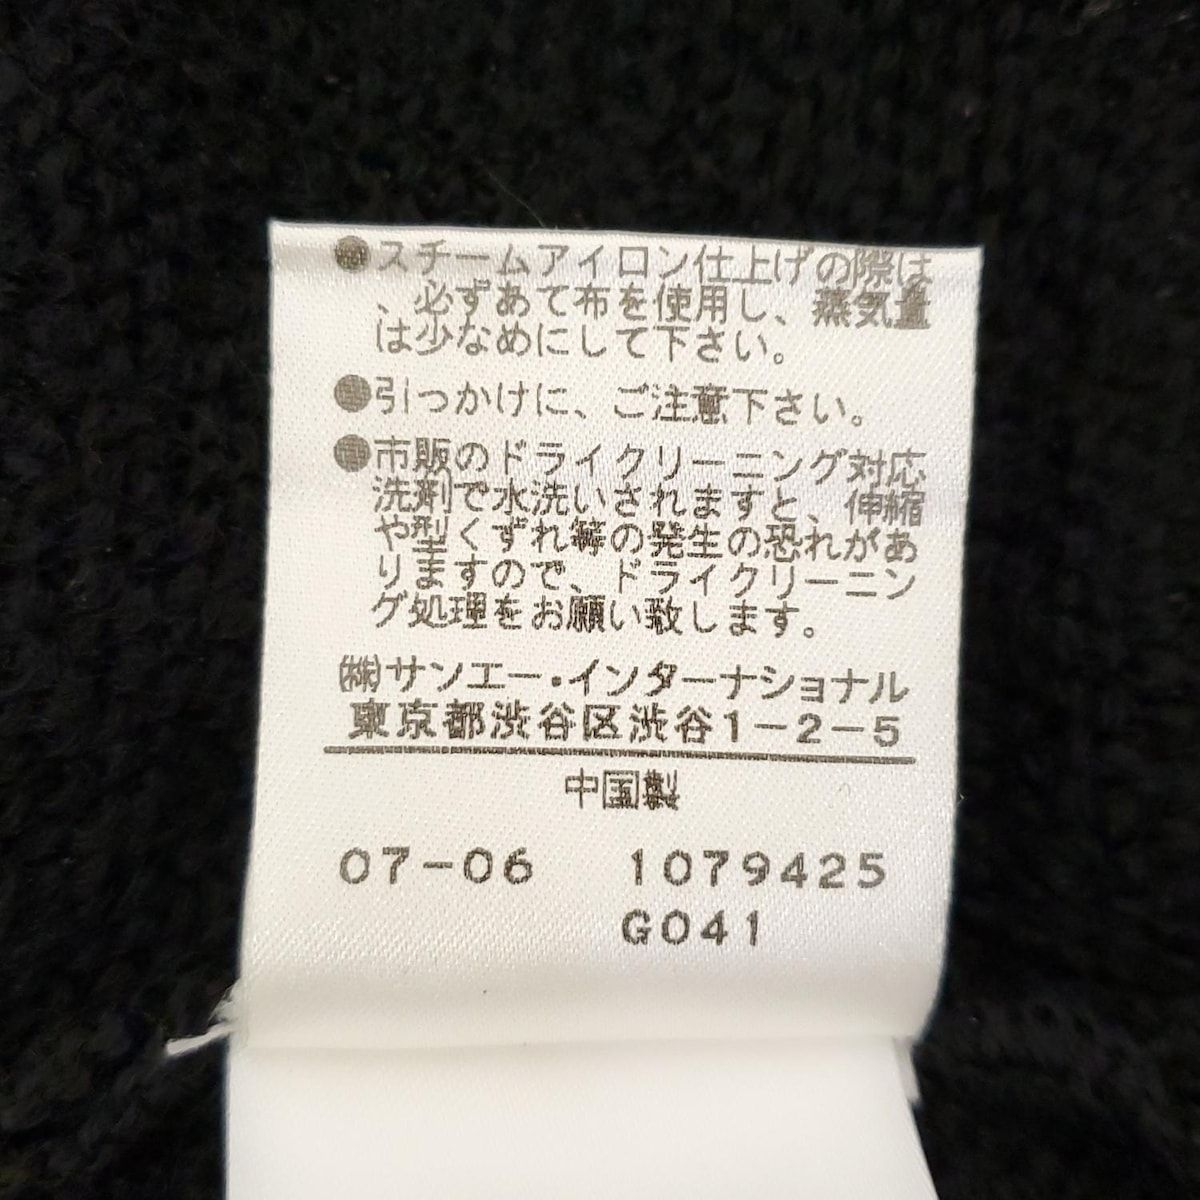 ●スチームアイロン仕上げの際は
、必ずあて布を使用し、蒸気量
は少なめにして下さい。
●引っかけに、ご注意下さい。
●市販のドライクリーニング対応
洗剤で水洗いされますと、伸縮
や型くずれ等の発生の恐れがあ
りますので、ドライクリーニン
グ処理をお願い致します。
㈱サンエー・インターナショナル
東京都渋谷区渋谷1-2-5
中国製
07-06 1079425
G041